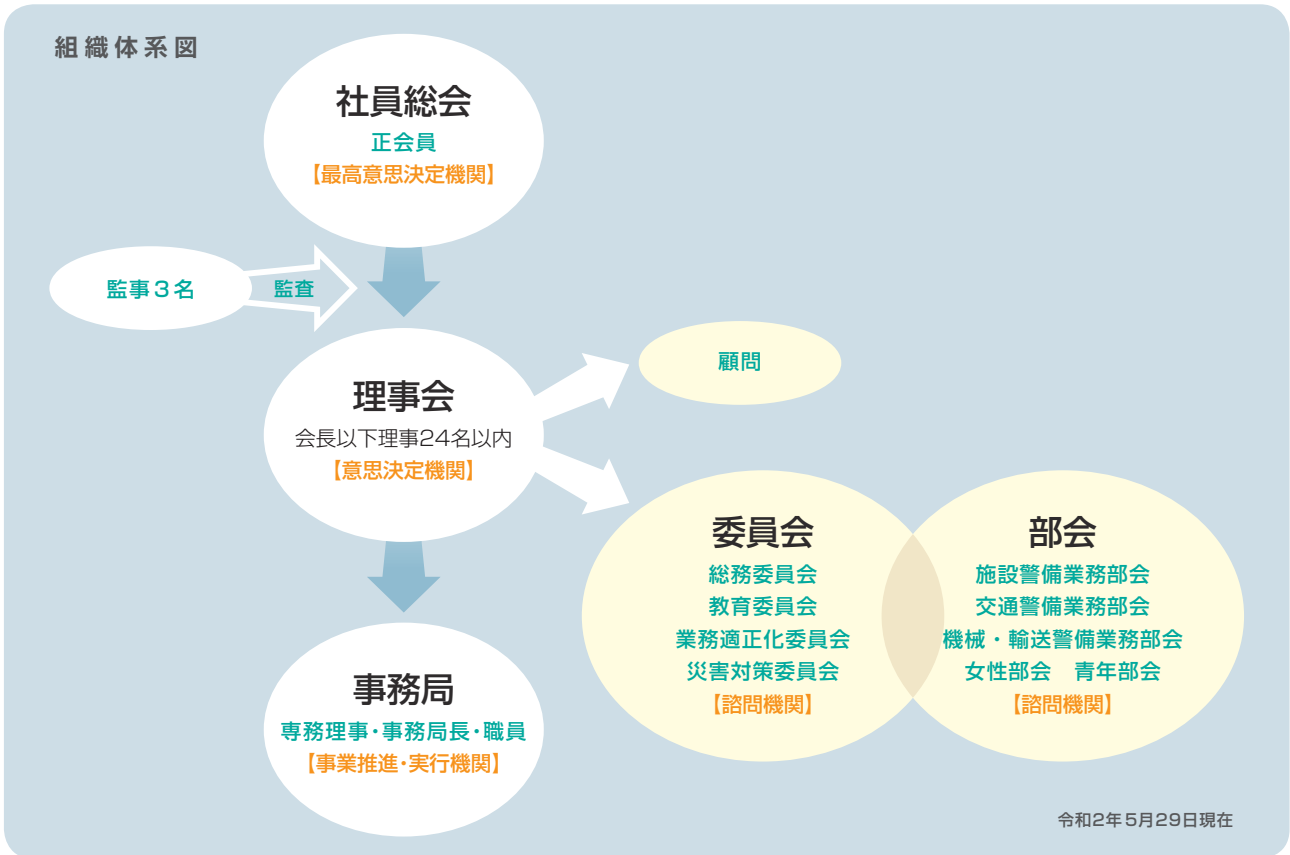 組織体系図
社員総会
正会員
【最高意思決定機関】
監事3名
監査
理事会
会長以下理事24名以内
【意思決定機関】
顧問
委員会
総務委員会
教育委員会
業務適正化委員会
災害対策委員会
【諮問機関】
部会
施設警備業務部会
交通警備業務部会
機械・輸送警備業務部会
女性部会　青年部会
【諮問機関】
事務局
専務理事・事務局長・職員
【事業推進・実行機関】
令和2年5月29日現在